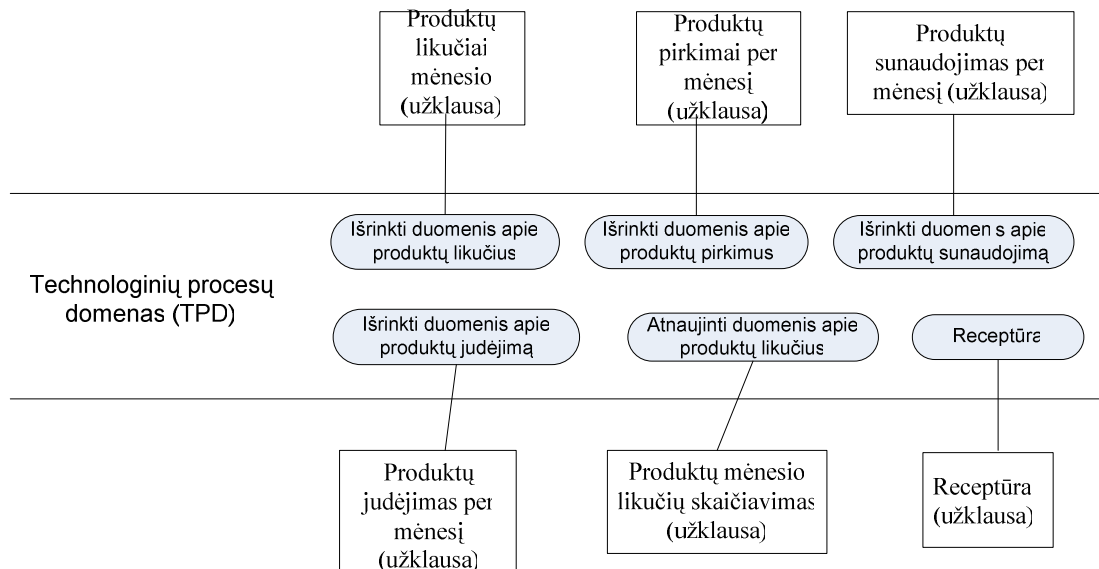 Produktų
likučiai
mėnesio
(užklausa)
Produktų
pirkimai per
mėnesį
(užklausa)
Produktų
sunaudojimas per
mėnesį (užklausa)
Išrinkti duomenis apie
produktų likučius
Išrinkti duomenis apie
produktų pirkimus
Išrinkti duomen s apie
produktų sunaudojimą
Technologinių procesų
domenas (TPD)
Išrinkti duomenis apie
produktų judėjimą
Atnaujinti duomenis apie
produktų likučius
Receptūra
Produktų
judėjimas per
mėnesį
(užklausa)
Produktų mėnesio
likučių skaičiavimas
(užklausa)
Receptūra
(užklausa)